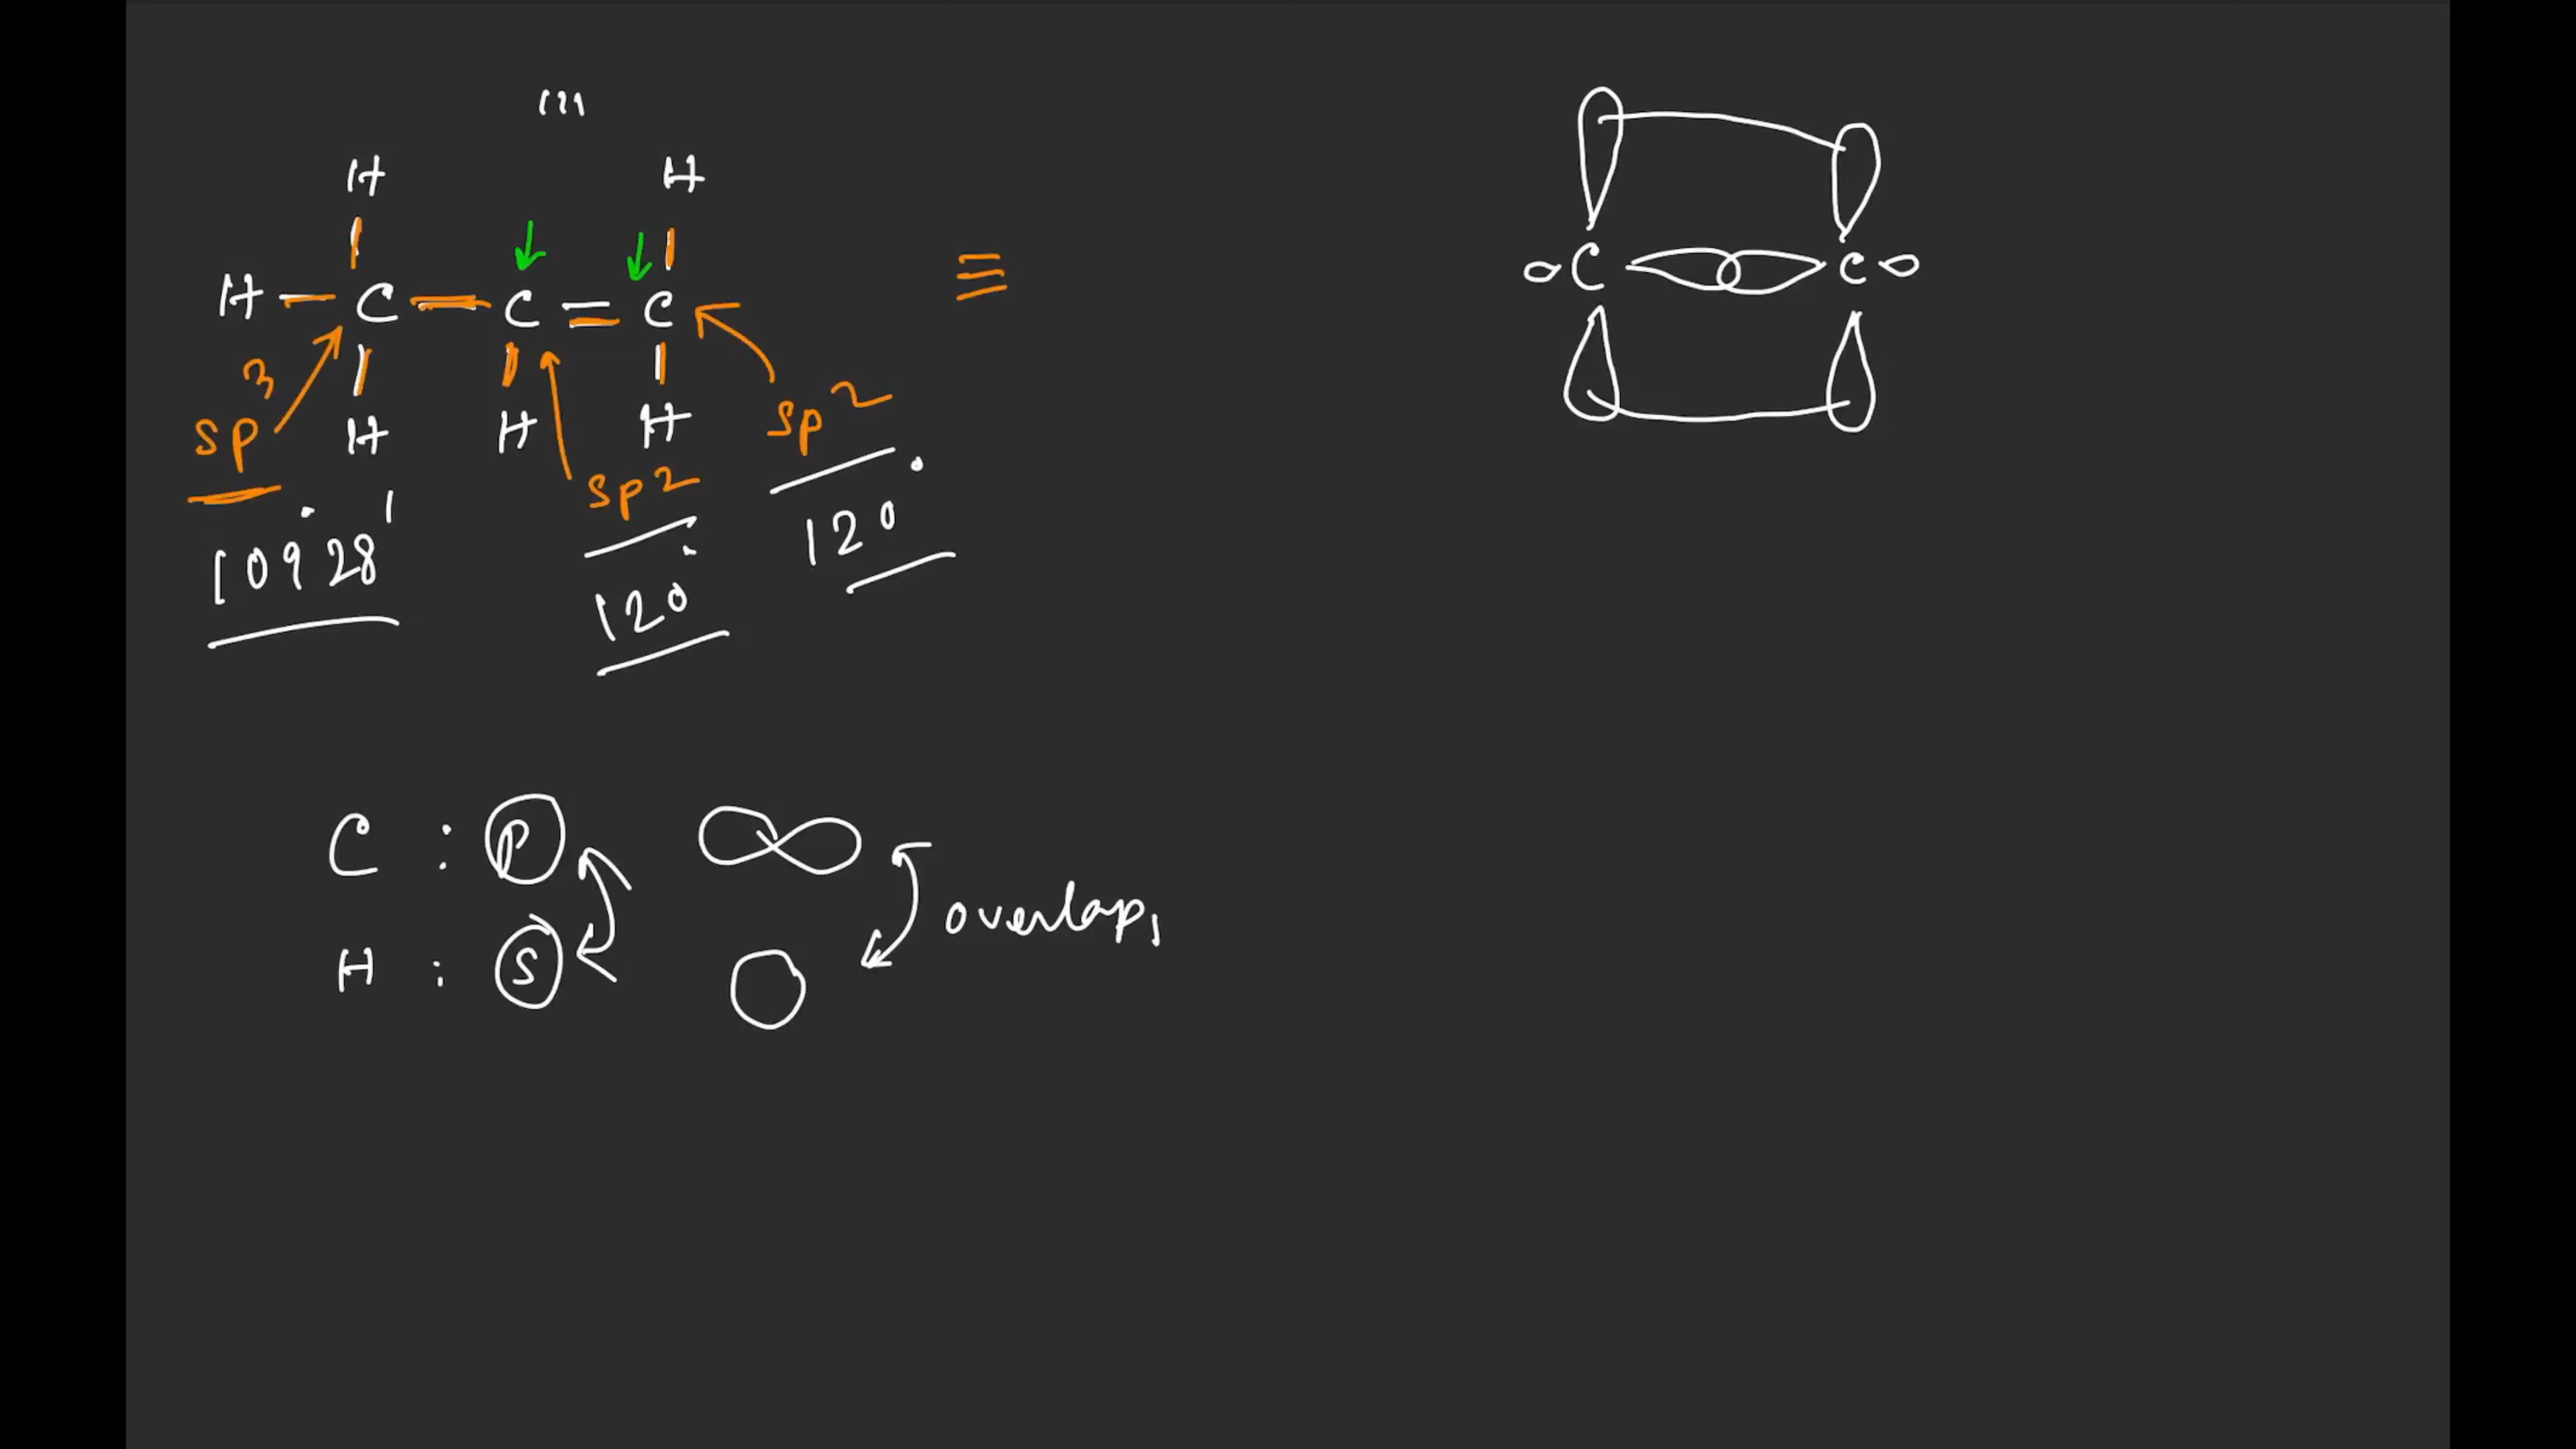 H H
H - C - C = C
H H H
≡
C C
sp3 sp2 sp2
109°28' 120° 120°
C : p
H : s
overlap,